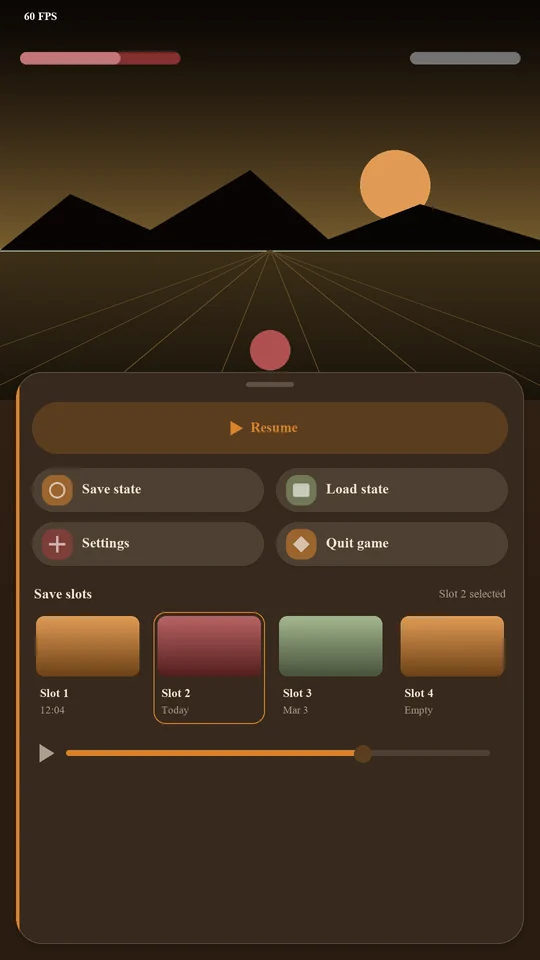 60 FPS
Resume
Save state
Load state
Settings
Quit game
Save slots
Slot 2 selected
Slot 1
Slot 2
Slot 3
Slot 4
12:04
Today
Mar 3
Empty